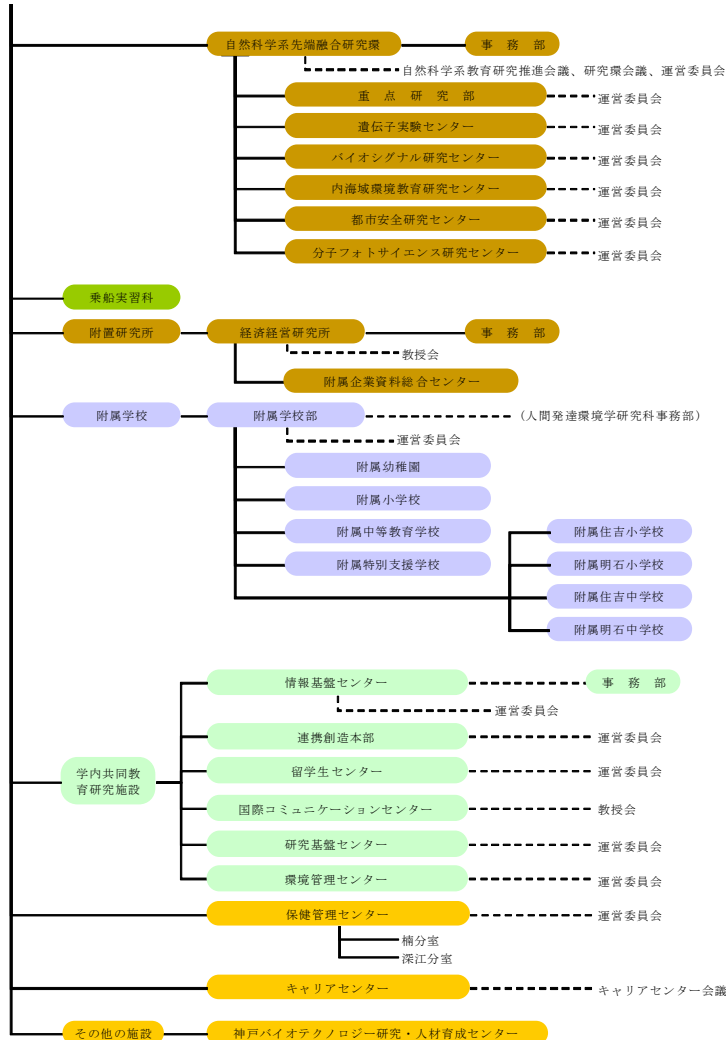 自然科学系先端融合研究環
事 務 部
自然科学系教育研究推進会議、研究環会議、運営委員会
重 点 研 究 部
運営委員会
遺伝子実験センター
運営委員会
バイオシグナル研究センター
運営委員会
内海域環境教育研究センター
運営委員会
都市安全研究センター
運営委員会
分子フォトサイエンス研究センター
運営委員会
乗船実習科
附置研究所
経済経営研究所
事 務 部
教授会
附属企業資料総合センター
附属学校
附属学校部
(人間発達環境学研究科事務部)
運営委員会
附属幼稚園
附属小学校
附属中等教育学校
附属住吉小学校
附属特別支援学校
附属明石小学校
附属住吉中学校
附属明石中学校
情報基盤センター
事 務 部
運営委員会
連携創造本部
運営委員会
学内共同教
育研究施設
留学生センター
運営委員会
国際コミュニケーションセンター
教授会
研究基盤センター
運営委員会
環境管理センター
運営委員会
保健管理センター
運営委員会
楠分室
深江分室
キャリアセンター
キャリアセンター会議
その他の施設
神戸バイオテクノロジー研究・人材育成センター